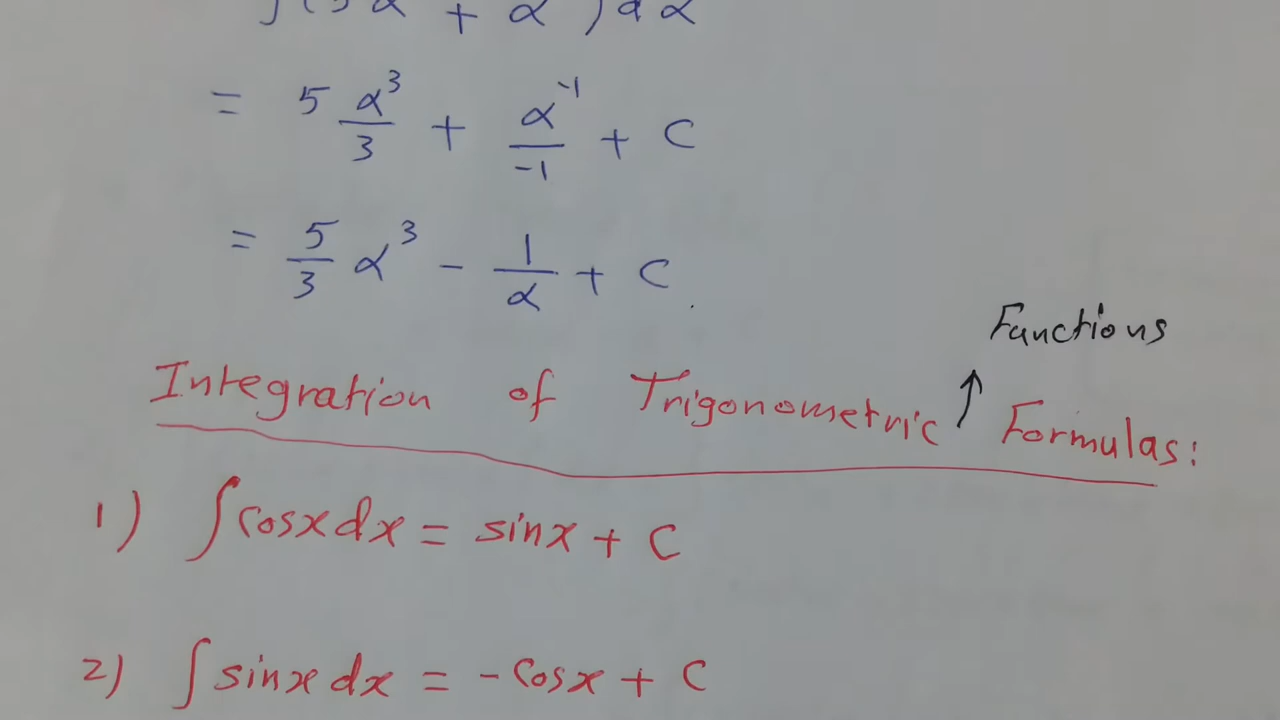 = 5 α³/3 + α⁻¹/-1 + C
= 5/3 α³ - 1/α + C
Functions
Integration of Trigonometric ↑ Formulas:
1) ∫cosx dx = sinx + C
2) ∫sinx dx = -cosx + C